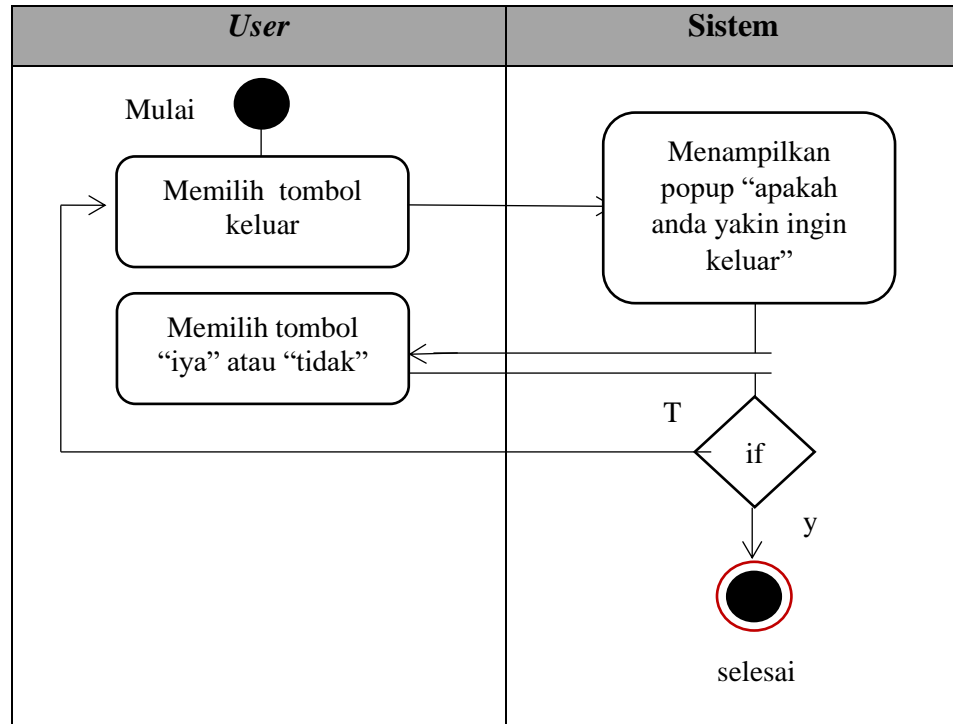 User
Sistem
Mulai
Memilih tombol
keluar
Menampilkan
popup “apakah
anda yakin ingin
keluar”
Memilih tombol
“iya” atau “tidak”
T
if
y
selesai